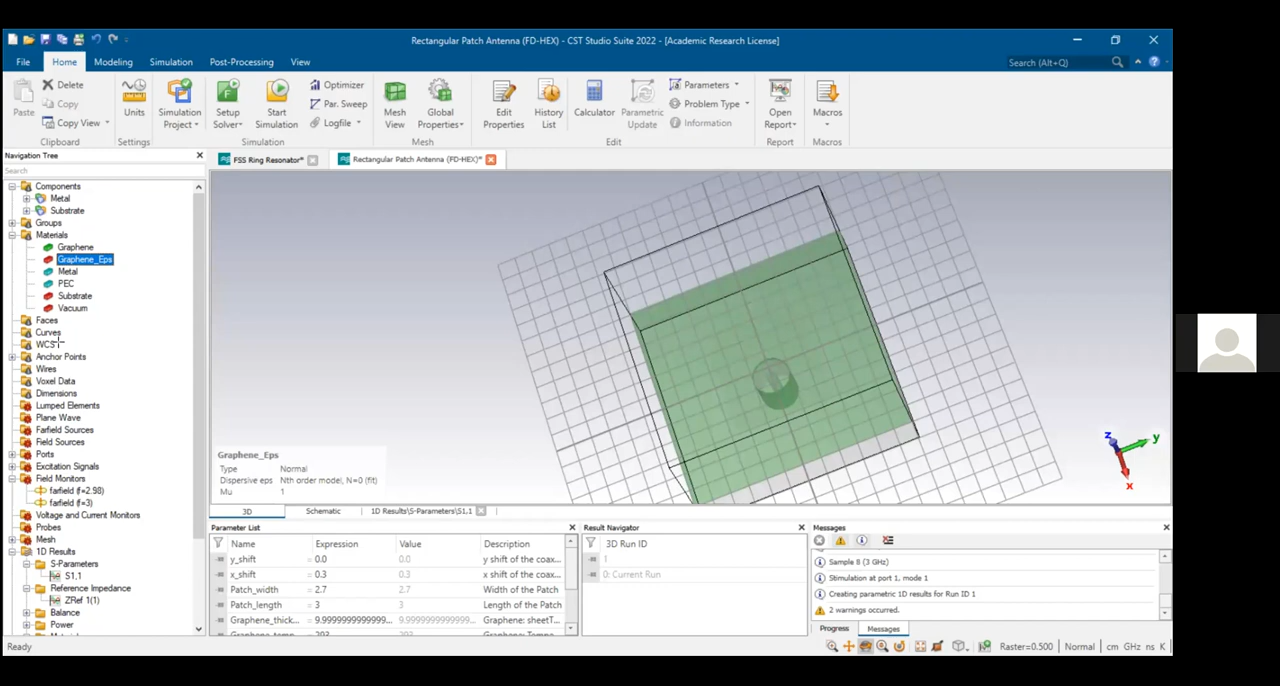 Rectangular Patch Antenna (FD-HEX) - CST Studio Suite 2022 - [Academic Research License]
File Home Modeling Simulation Post-Processing View Search (Alt+Q)
Paste
Delete
Copy
Copy View
Clipboard
Units
Settings
Simulation Project
Setup Solver
Start Simulation
Optimizer
Par. Sweep
Logfile
Simulation
Mesh View
Global Properties
Mesh
Edit Properties
History List
Calculator
Parametric Update
Parameters
Problem Type
Information
Edit
Open Report
Report
Macros
Macros
Navigation Tree
FSS Ring Resonator*
Rectangular Patch Antenna (FD-HEX)*
Search
Components
Metal
Substrate
Groups
Materials
Graphene
Graphene_Eps
Metal
PEC
Substrate
Vacuum
Faces
Curves
WCS
Anchor Points
Wires
Voxel Data
Dimensions
Lumped Elements
Plane Wave
Farfield Sources
Field Sources
Ports
Excitation Signals
Field Monitors
farfield (f=2.98)
farfield (f=3)
Voltage and Current Monitors
Probes
Mesh
1D Results
S-Parameters
S1,1
Reference Impedance
ZRef 1(1)
Balance
Power
Graphene_Eps
Type Normal
Dispersive eps Nth order model, N=0 (fit)
Mu 1
z
y
x
3D Schematic 1D Results\S-Parameters\S1,1
Parameter List
Name Expression Value Description
y_shift = 0.0 0.0 y shift of the coax...
x_shift = 0.3 0.3 x shift of the coax...
Patch_width = 2.7 2.7 Width of the Patch
Patch_length = 3 3 Length of the Patch
Graphene_thick... = 9.9999999999999... 9.9999999999999... Graphene: sheetT...
Result Navigator
3D Run ID
1
0: Current Run
Messages
Sample 8 (3 GHz)
Stimulation at port 1, mode 1
Creating parametric 1D results for Run ID 1
2 warnings occurred.
Progress Messages
Ready
Raster=0.500 Normal cm GHz ns K